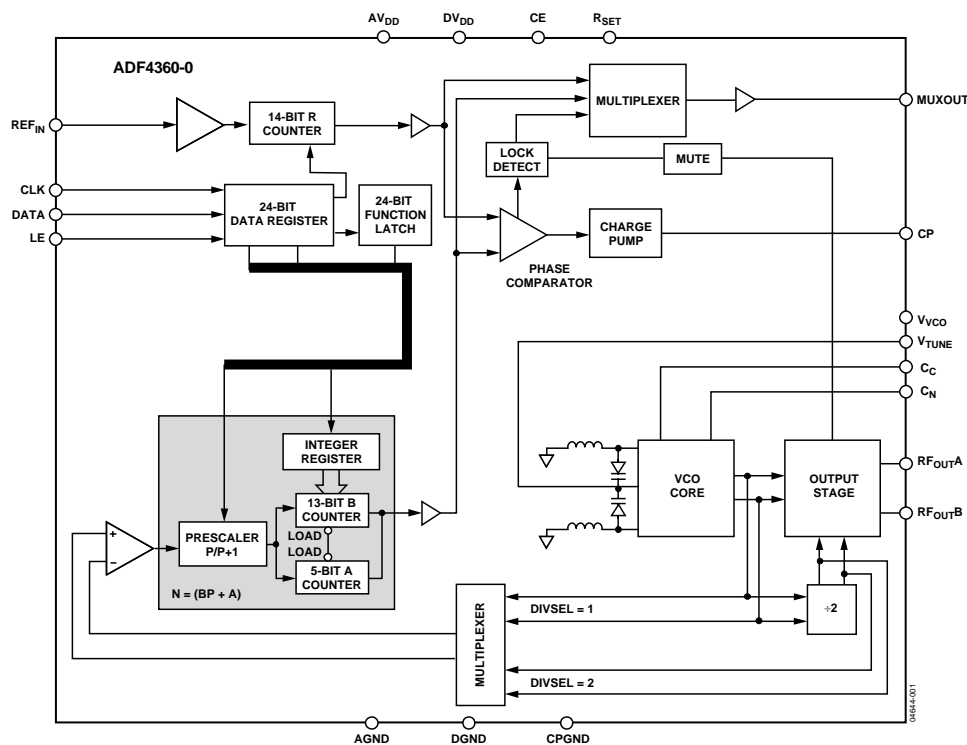 AVDD
DVDD
CE
RSET
ADF4360-0
REFIN
14-BIT R
COUNTER
MULTIPLEXER
MUXOUT
LOCK
DETECT
MUTE
CLK
DATA
LE
24-BIT
DATA REGISTER
24-BIT
FUNCTION
LATCH
CHARGE
PUMP
CP
PHASE
COMPARATOR
VVCO
VTUNE
CC
CN
INTEGER
REGISTER
13-BIT B
COUNTER
LOAD
LOAD
5-BIT A
COUNTER
PRESCALER
P/P+1
+
–
N = (BP + A)
VCO
CORE
OUTPUT
STAGE
RFOUTA
RFOUTB
÷2
MULTIPLEXER
DIVSEL = 1
DIVSEL = 2
AGND
DGND
CPGND
04644-001